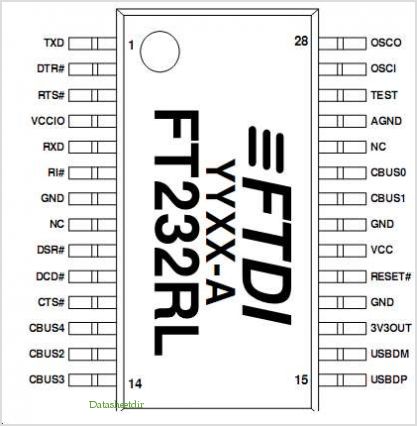 TXD
DTR#
RTS#
VCCIO
RXD
RI#
GND
NC
DSR#
DCD#
CTS#
CBUS4
CBUS2
CBUS3
1
14
FTDI
YYXX-A
FT232RL
28
15
OSCO
OSCI
TEST
AGND
NC
CBUS0
CBUS1
GND
VCC
RESET#
GND
3V3OUT
USBDM
USBDP
Datasheetdir